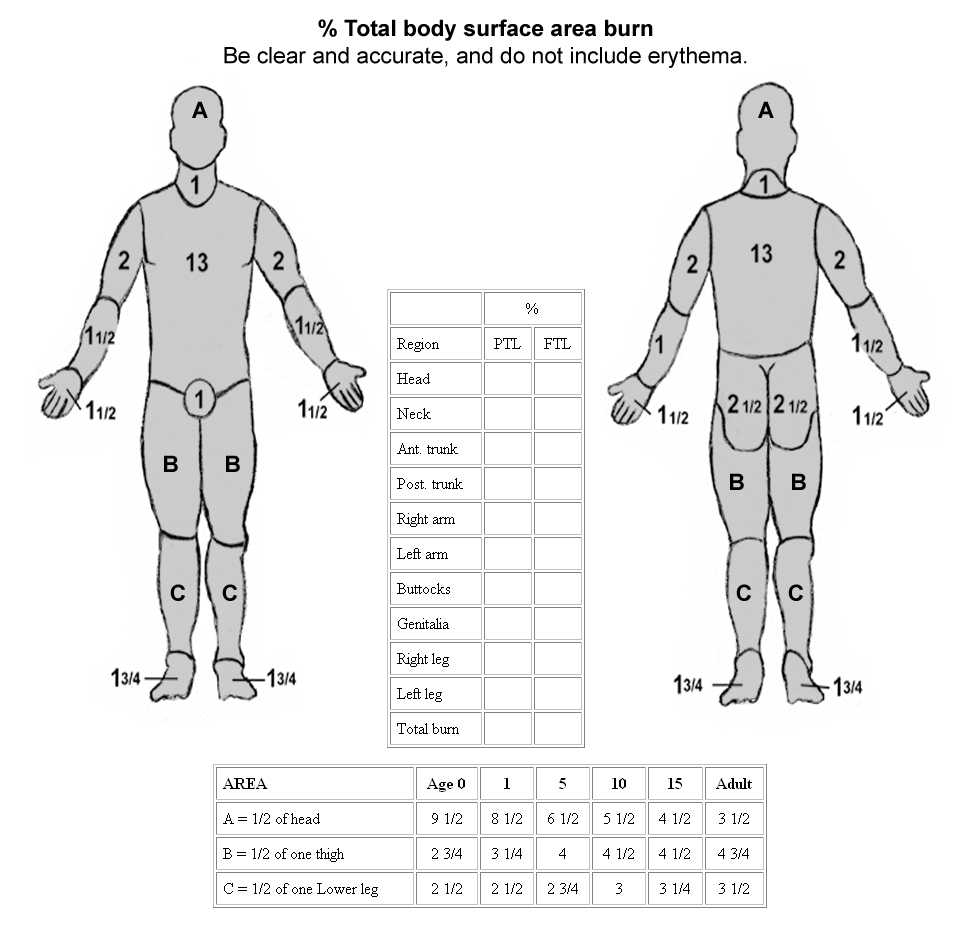 % Total body surface area burn
Be clear and accurate, and do not include erythema.
A
1
2 13 2
1 1/2 1 1/2
1 1/2 1 1/2
1
B B
C C
1 3/4 1 3/4
A
1
2 13 2
1 1 1/2
1 1/2 1 1/2
2 1/2 2 1/2
B B
C C
1 3/4 1 3/4
%
Region PTL FTL
Head
Neck
Ant. trunk
Post. trunk
Right arm
Left arm
Buttocks
Genitalia
Right leg
Left leg
Total burn
AREA Age 0 1 5 10 15 Adult
A = 1/2 of head 9 1/2 8 1/2 6 1/2 5 1/2 4 1/2 3 1/2
B = 1/2 of one thigh 2 3/4 3 1/4 4 4 1/2 4 1/2 4 3/4
C = 1/2 of one Lower leg 2 1/2 2 1/2 2 3/4 3 3 1/4 3 1/2